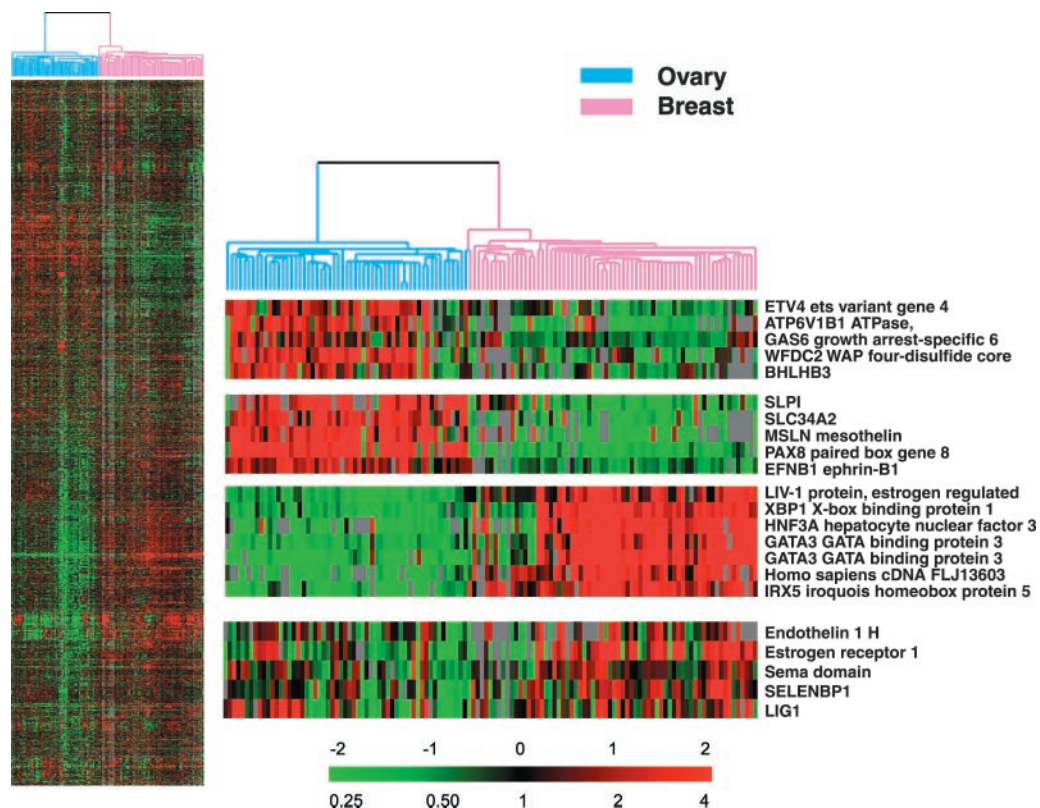 Ovary
Breast
ETV4 ets variant gene 4
ATP6V1B1 ATPase,
GAS6 growth arrest-specific 6
WFDC2 WAP four-disulfide core
BHLHB3
SLPI
SLC34A2
MSLN mesothelin
PAX8 paired box gene 8
EFNB1 ephrin-B1
LIV-1 protein, estrogen regulated
XBP1 X-box binding protein 1
HNF3A hepatocyte nuclear factor 3
GATA3 GATA binding protein 3
GATA3 GATA binding protein 3
Homo sapiens cDNA FLJ13603
IRX5 iroquois homeobox protein 5
Endothelin 1 H
Estrogen receptor 1
Sema domain
SELENBP1
LIG1
-2 -1 0 1 2
0.25 0.50 1 2 4